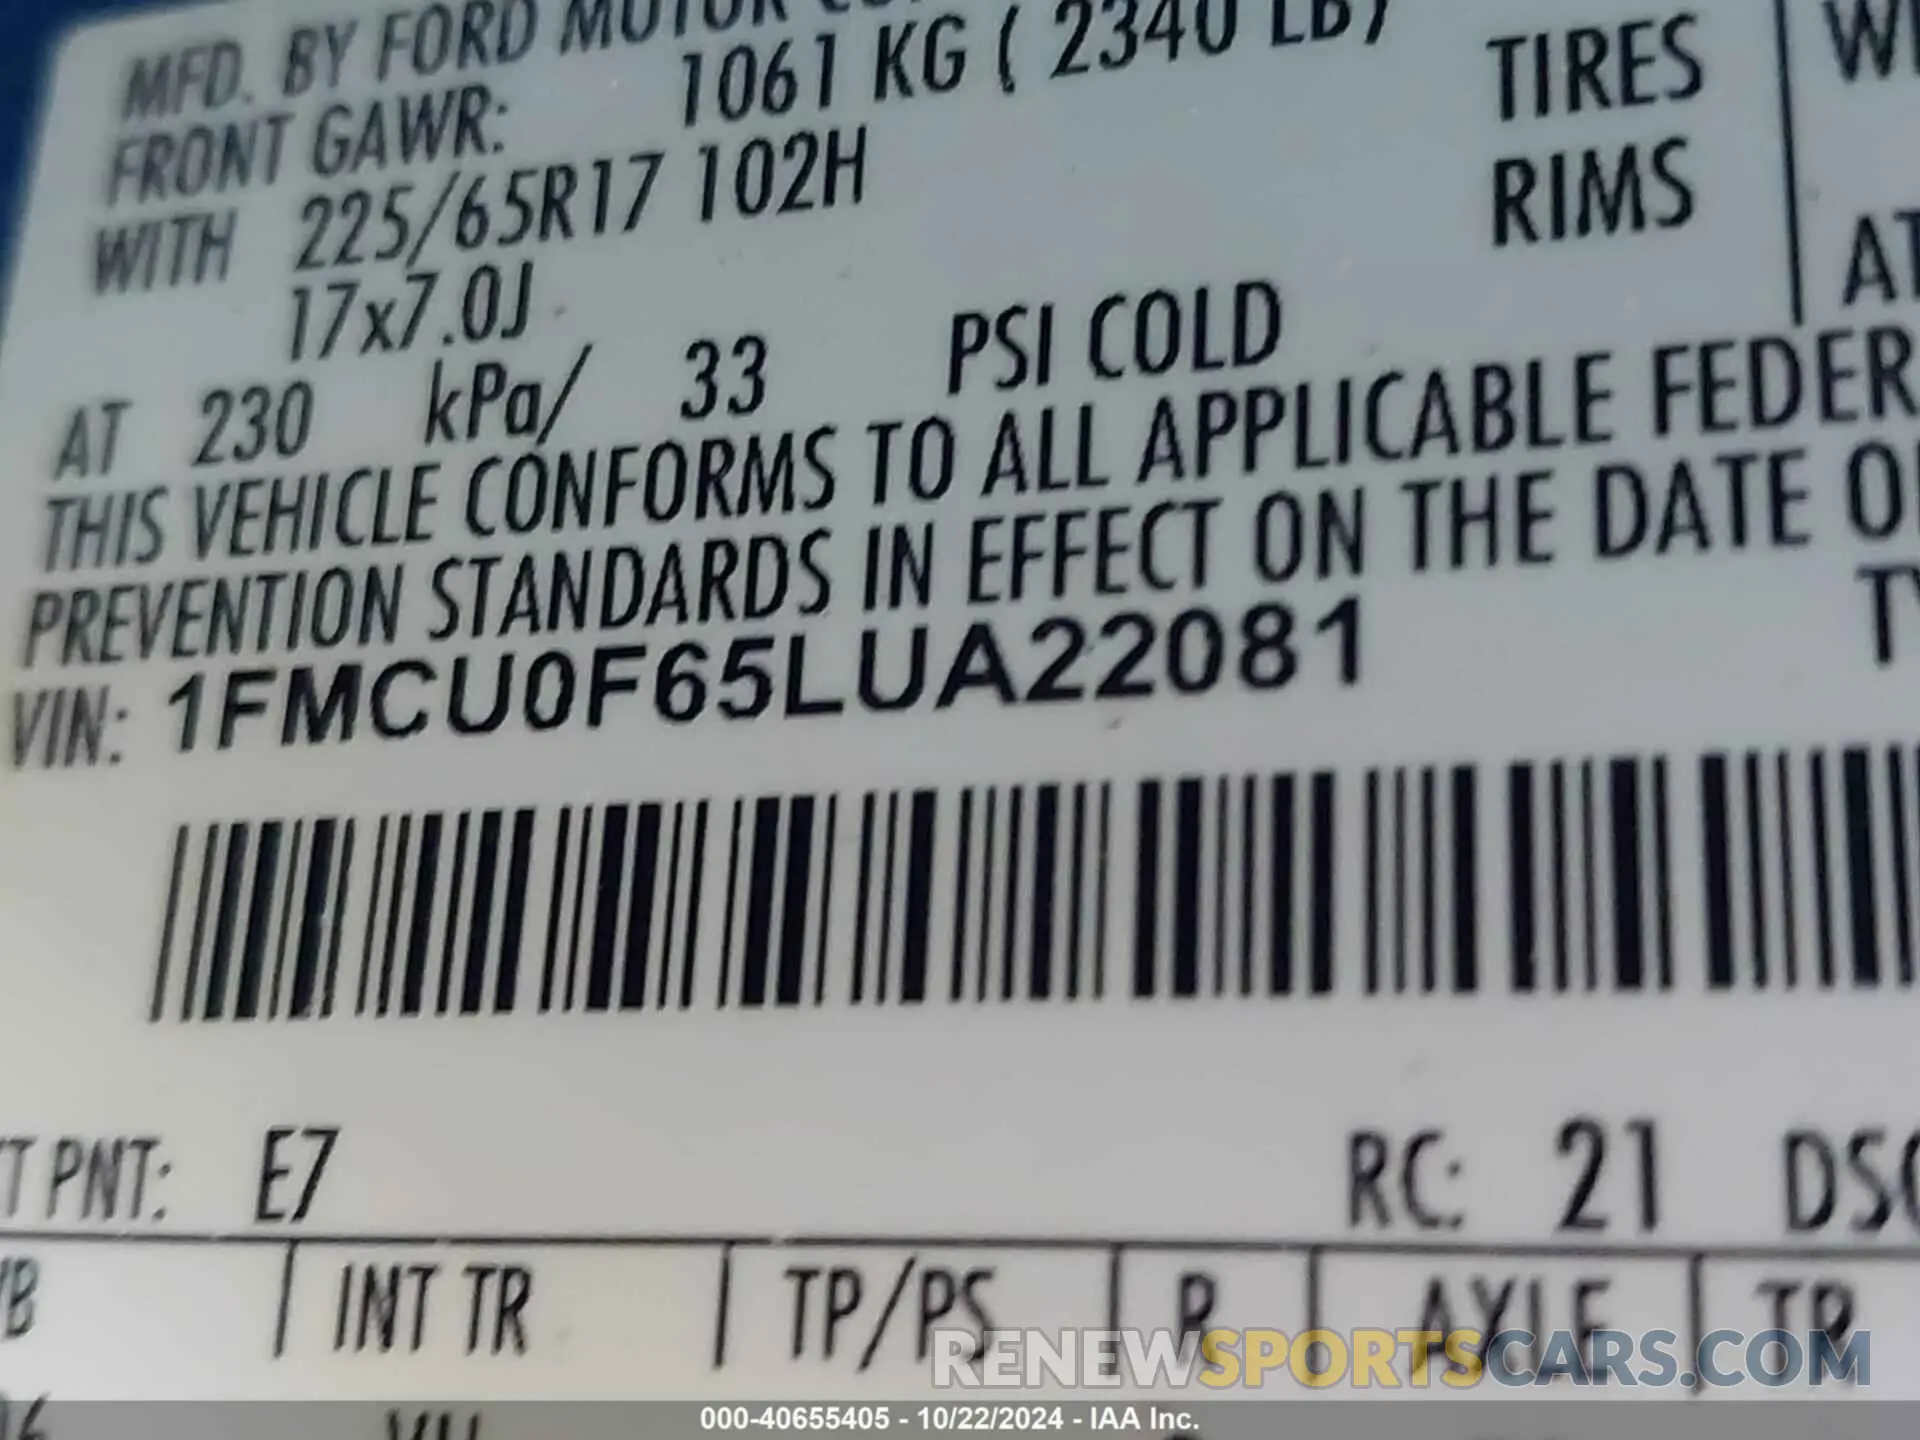 MFD. BY FORD MOTOR
FRONT GAWR: 1061 KG ( 2340 LB)
WITH 225/65R17 102H TIRES
17x7.0J RIMS
AT 230 kPa/ 33 PSI COLD
THIS VEHICLE CONFORMS TO ALL APPLICABLE FEDER
PREVENTION STANDARDS IN EFFECT ON THE DATE O
VIN: 1FMCU0F65LUA22081
T PNT: E7 RC: 21 DSO
INT TR TP/PS R AXLE TR
RENEWSPORTSCARS.COM
000-40655405 - 10/22/2024 - IAA Inc.